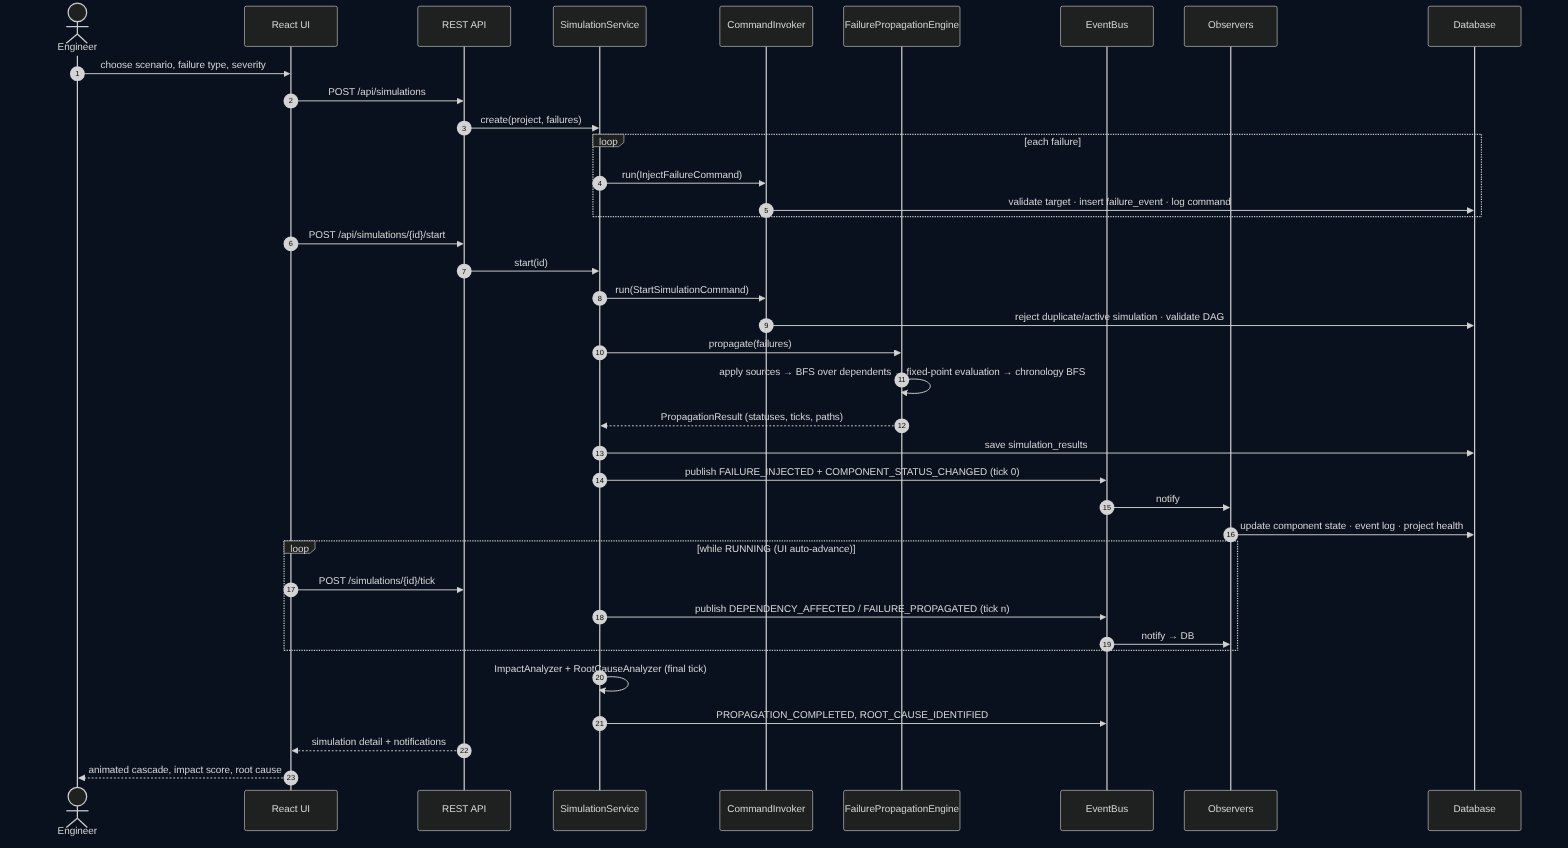 Engineer
React UI
REST API
SimulationService
CommandInvoker
FailurePropagationEngine
EventBus
Observers
Database
1
choose scenario, failure type, severity
2
POST /api/simulations
3
create(project, failures)
loop
[each failure]
4
run(InjectFailureCommand)
5
validate target · insert failure_event · log command
6
POST /api/simulations/{id}/start
7
start(id)
8
run(StartSimulationCommand)
9
reject duplicate/active simulation · validate DAG
10
propagate(failures)
11
apply sources → BFS over dependents → fixed-point evaluation → chronology BFS
12
PropagationResult (statuses, ticks, paths)
13
save simulation_results
14
publish FAILURE_INJECTED + COMPONENT_STATUS_CHANGED (tick 0)
15
notify
16
update component state · event log · project health
loop
[while RUNNING (UI auto-advance)]
17
POST /simulations/{id}/tick
18
publish DEPENDENCY_AFFECTED / FAILURE_PROPAGATED (tick n)
19
notify → DB
20
ImpactAnalyzer + RootCauseAnalyzer (final tick)
21
PROPAGATION_COMPLETED, ROOT_CAUSE_IDENTIFIED
22
simulation detail + notifications
23
animated cascade, impact score, root cause
Engineer
React UI
REST API
SimulationService
CommandInvoker
FailurePropagationEngine
EventBus
Observers
Database